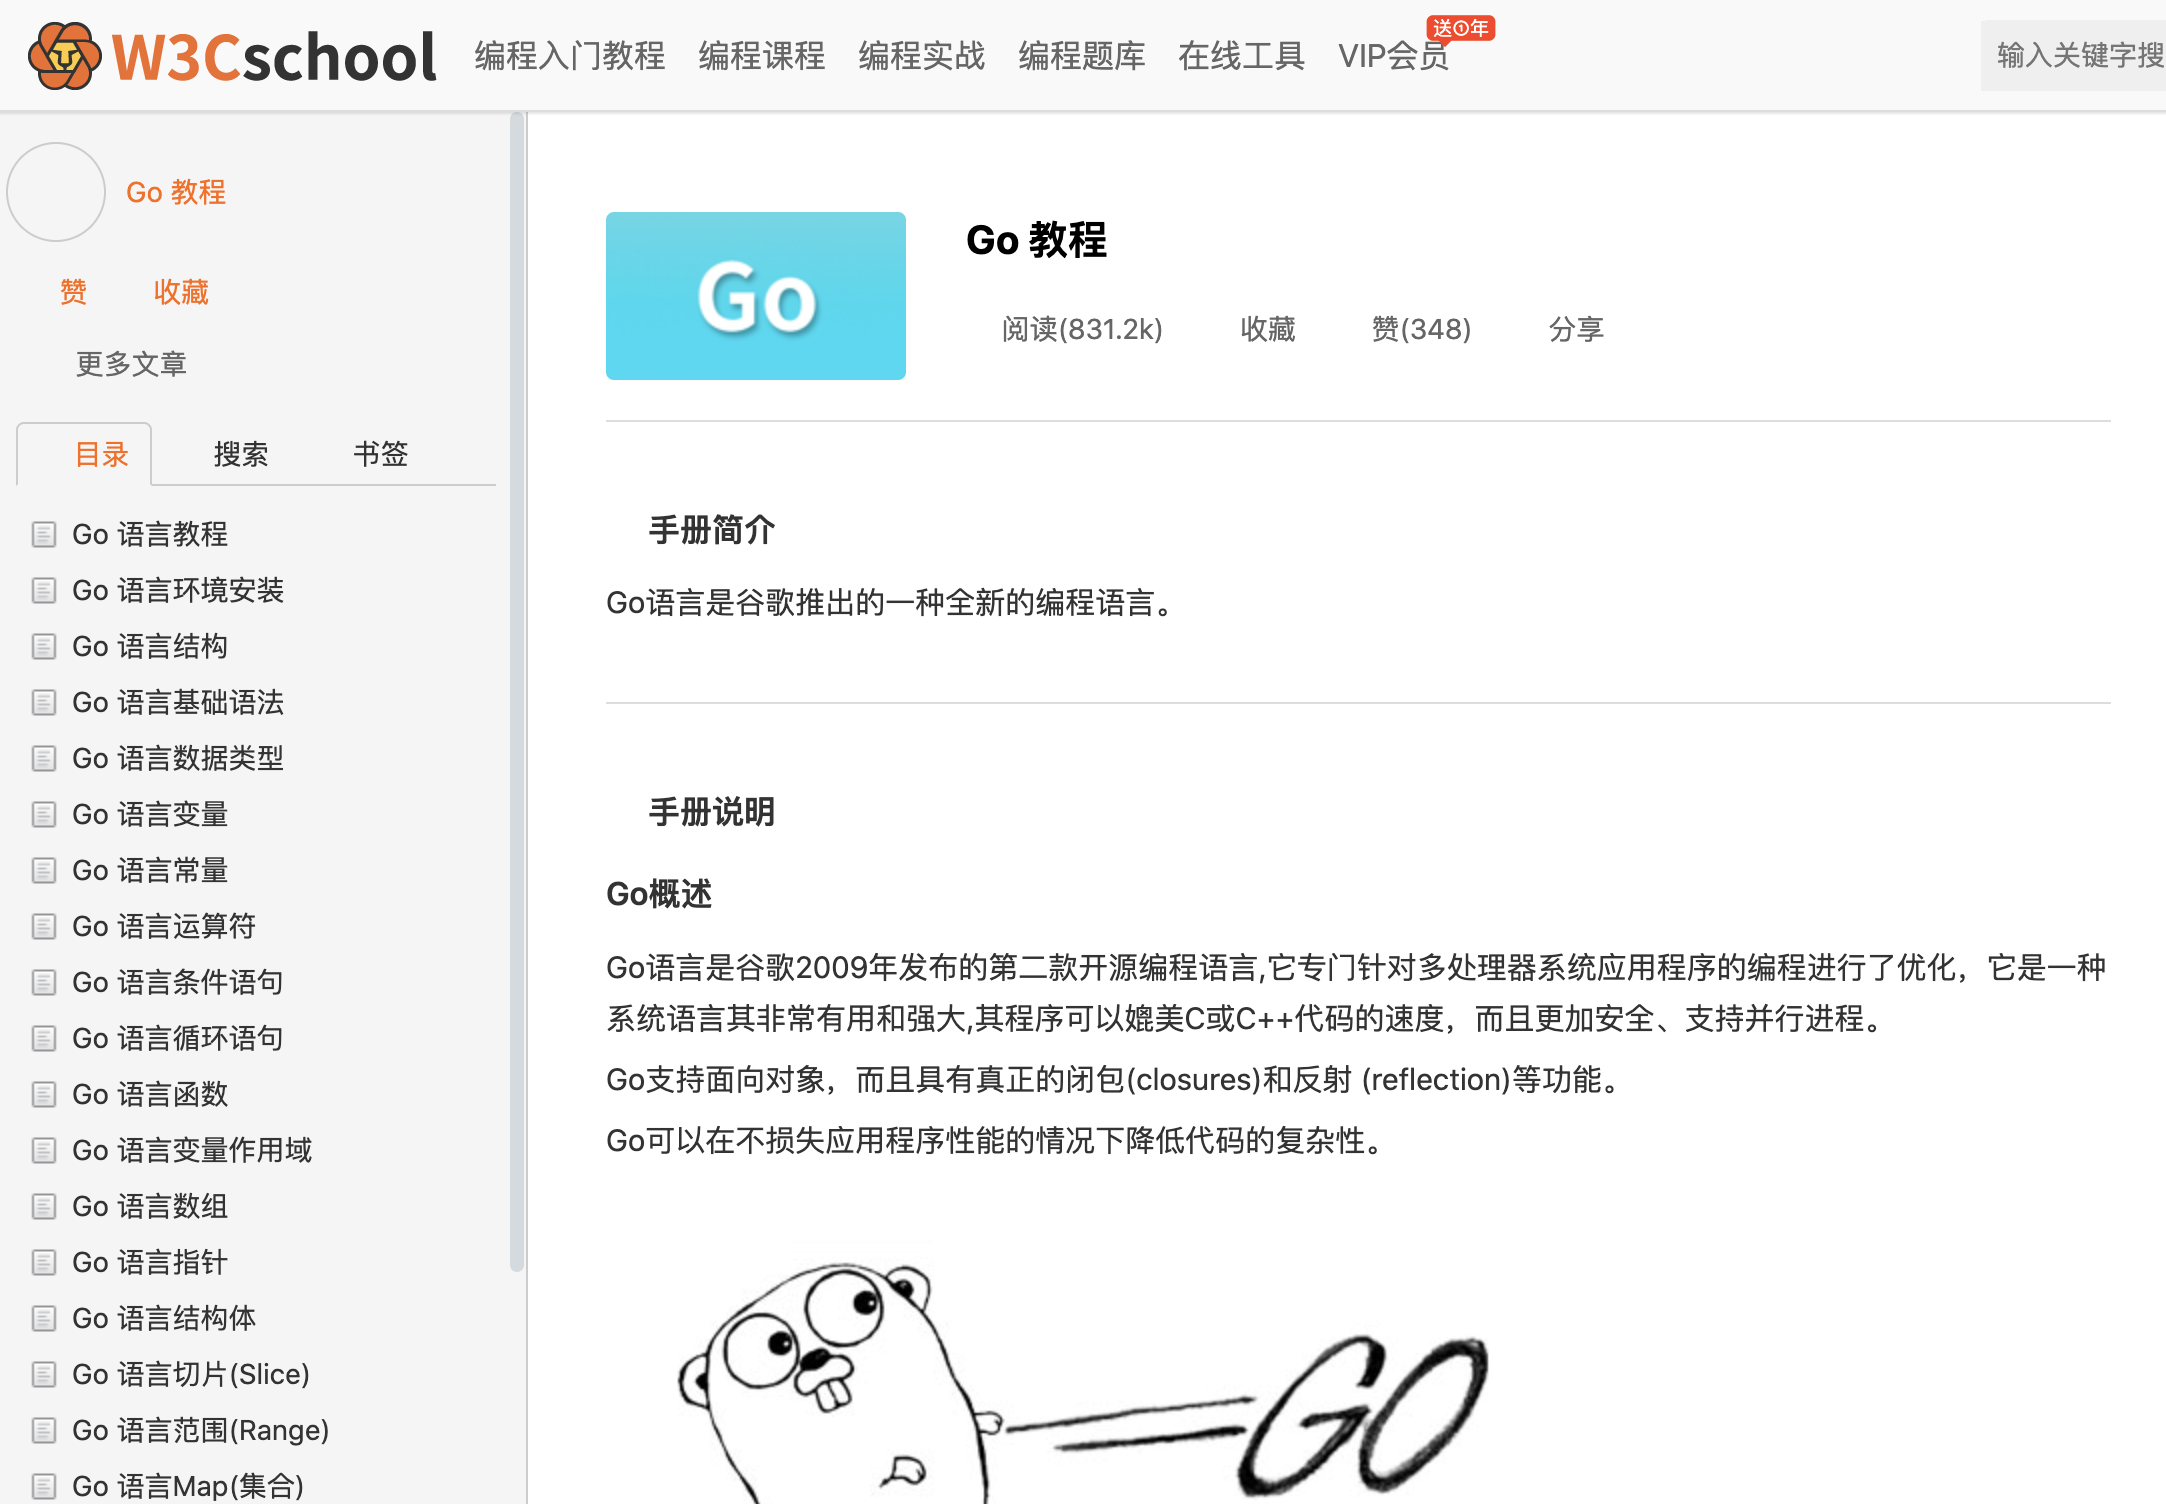 W3Cschool
编程入门教程 编程课程 编程实战 编程题库 在线工具 VIP会员 送①年
输入关键字搜
Go 教程
赞 收藏
更多文章
目录 搜索 书签
Go 语言教程
Go 语言环境安装
Go 语言结构
Go 语言基础语法
Go 语言数据类型
Go 语言变量
Go 语言常量
Go 语言运算符
Go 语言条件语句
Go 语言循环语句
Go 语言函数
Go 语言变量作用域
Go 语言数组
Go 语言指针
Go 语言结构体
Go 语言切片(Slice)
Go 语言范围(Range)
Go 语言Map(集合)
Go
Go 教程
阅读(831.2k) 收藏 赞(348) 分享
手册简介
Go语言是谷歌推出的一种全新的编程语言。
手册说明
Go概述
Go语言是谷歌2009年发布的第二款开源编程语言,它专门针对多处理器系统应用程序的编程进行了优化，它是一种
系统语言其非常有用和强大,其程序可以媲美C或C++代码的速度，而且更加安全、支持并行进程。
Go支持面向对象，而且具有真正的闭包(closures)和反射 (reflection)等功能。
Go可以在不损失应用程序性能的情况下降低代码的复杂性。
GO